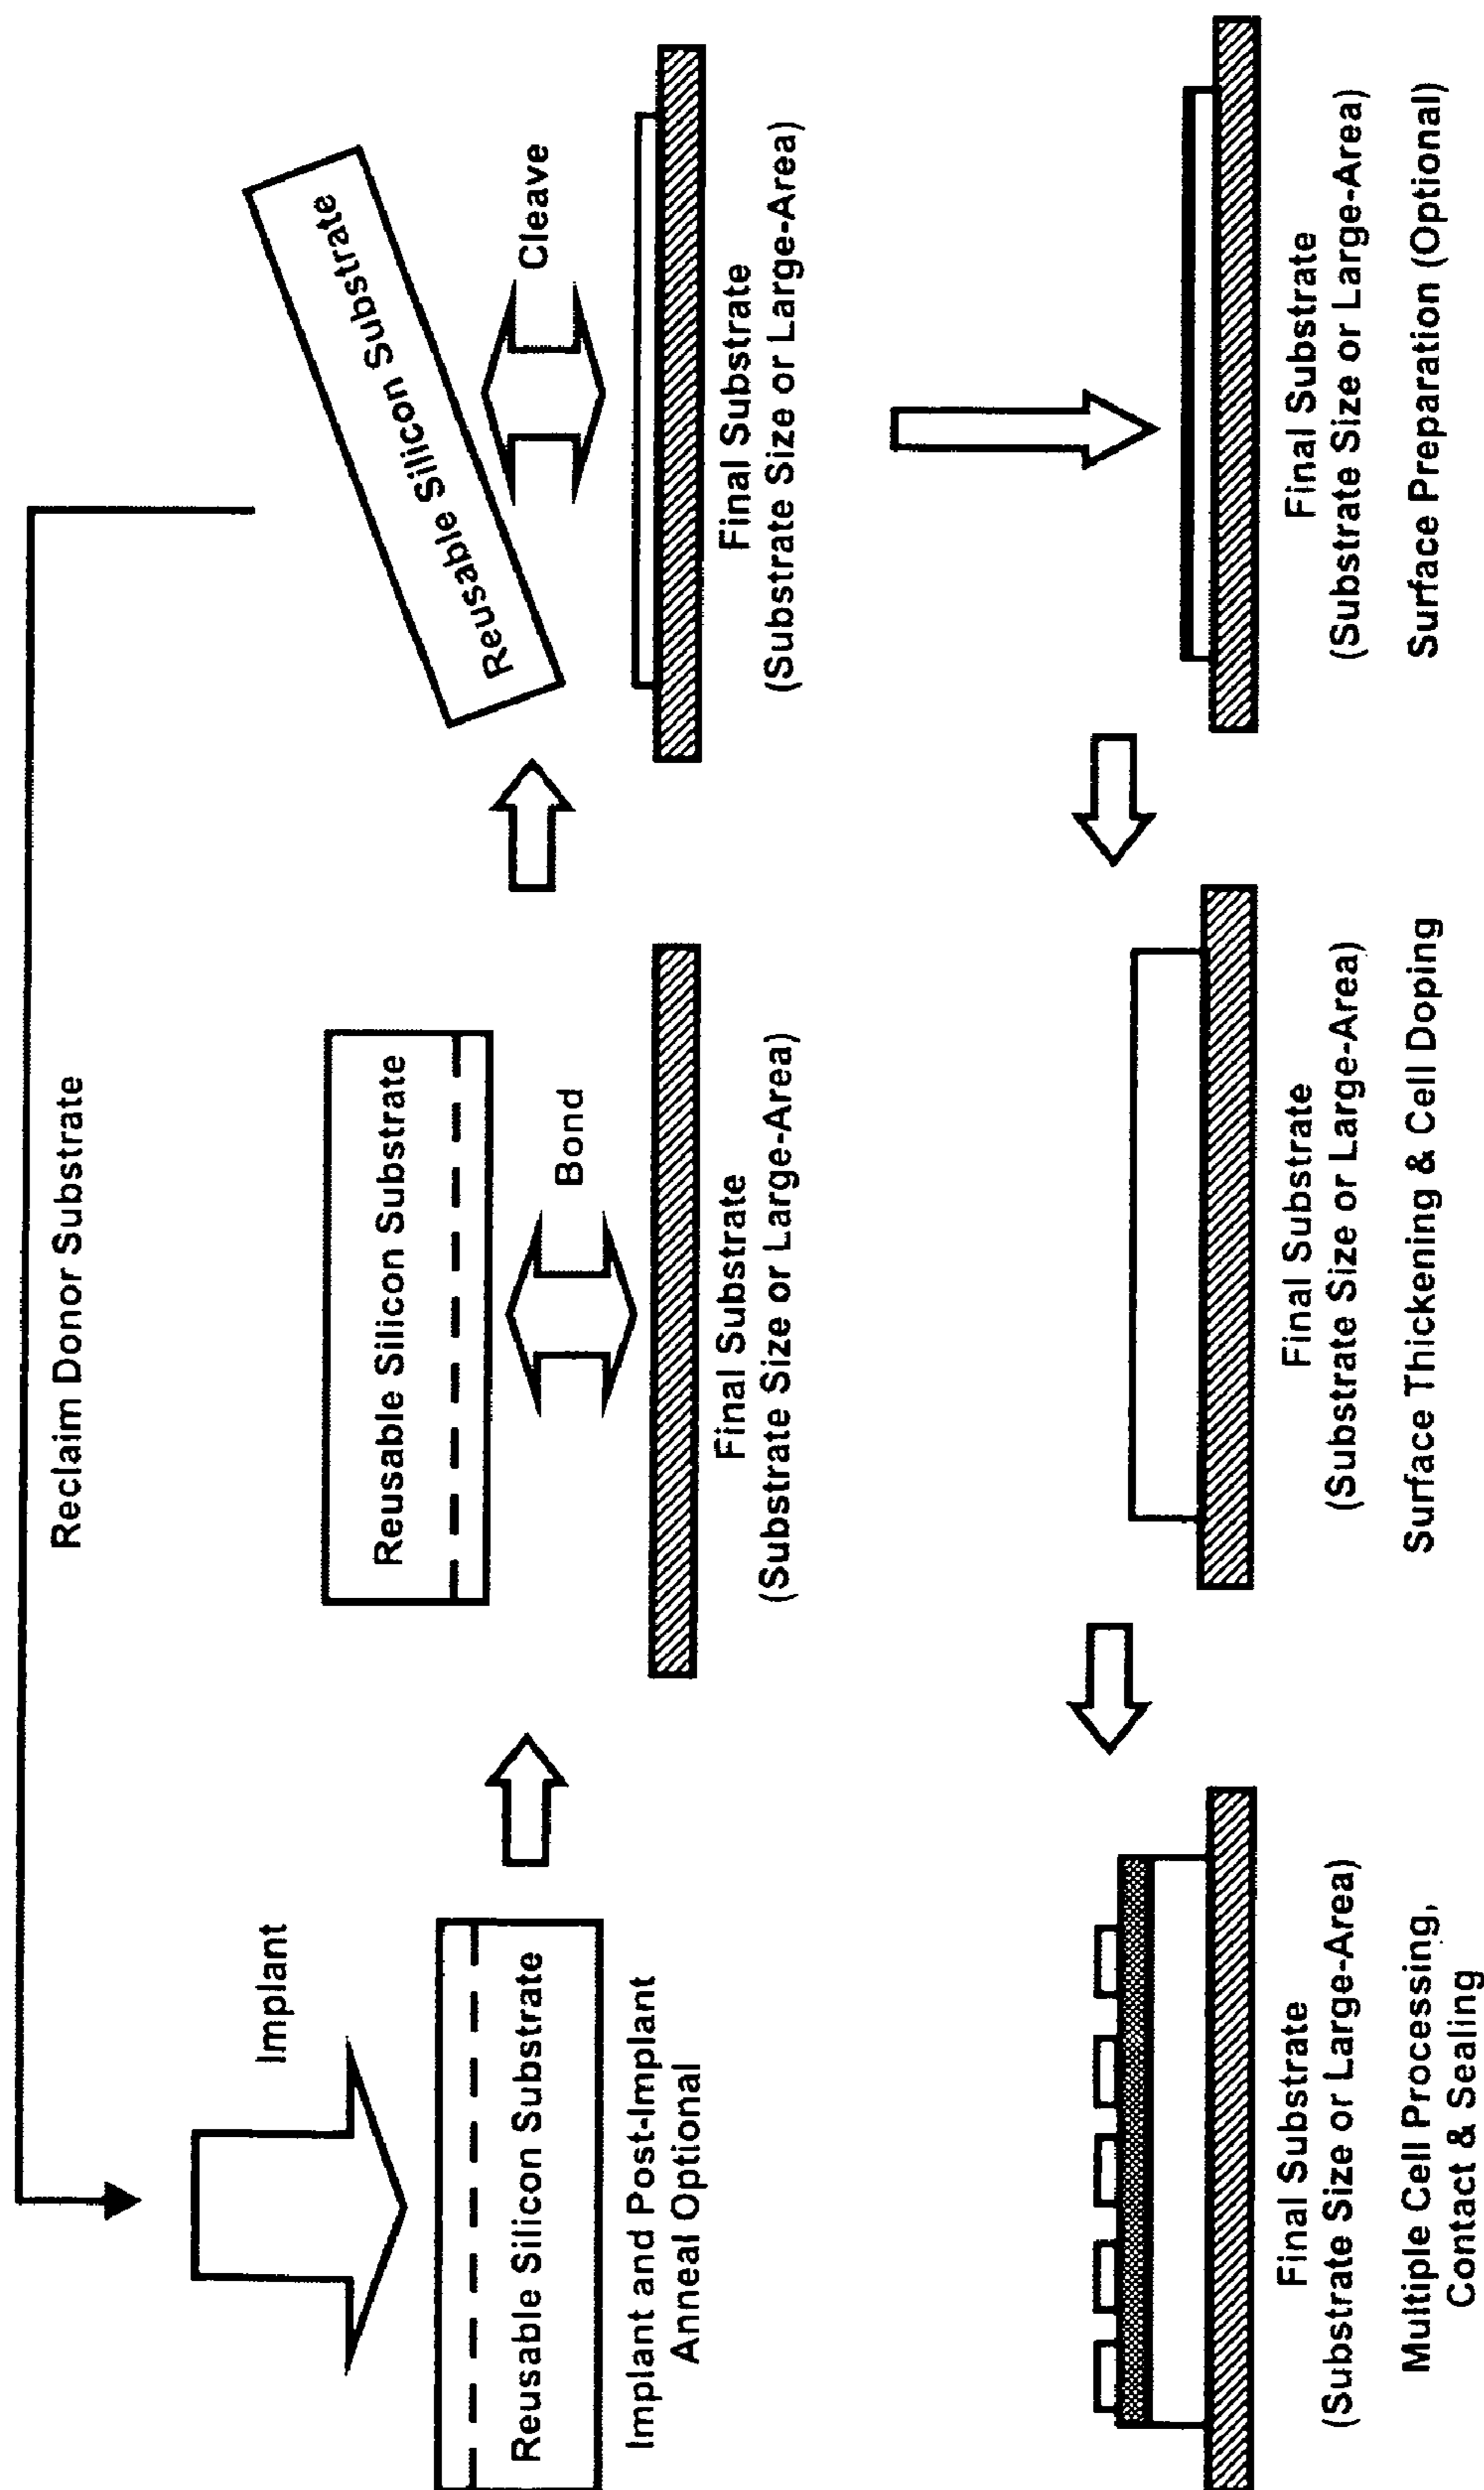 Reclaim Donor Substrate
Implant
Reusable Silicon Substrate
Implant and Post-Implant
Anneal Optional
Reusable Silicon Substrate
Bond
Final Substrate
(Substrate Size or Large-Area)
Reusable Silicon Substrate
Cleave
Final Substrate
(Substrate Size or Large-Area)
Final Substrate
(Substrate Size or Large-Area)
Multiple Cell Processing,
Contact & Sealing
Final Substrate
(Substrate Size or Large-Area)
Surface Thickening & Cell Doping
Final Substrate
(Substrate Size or Large-Area)
Surface Preparation (Optional)